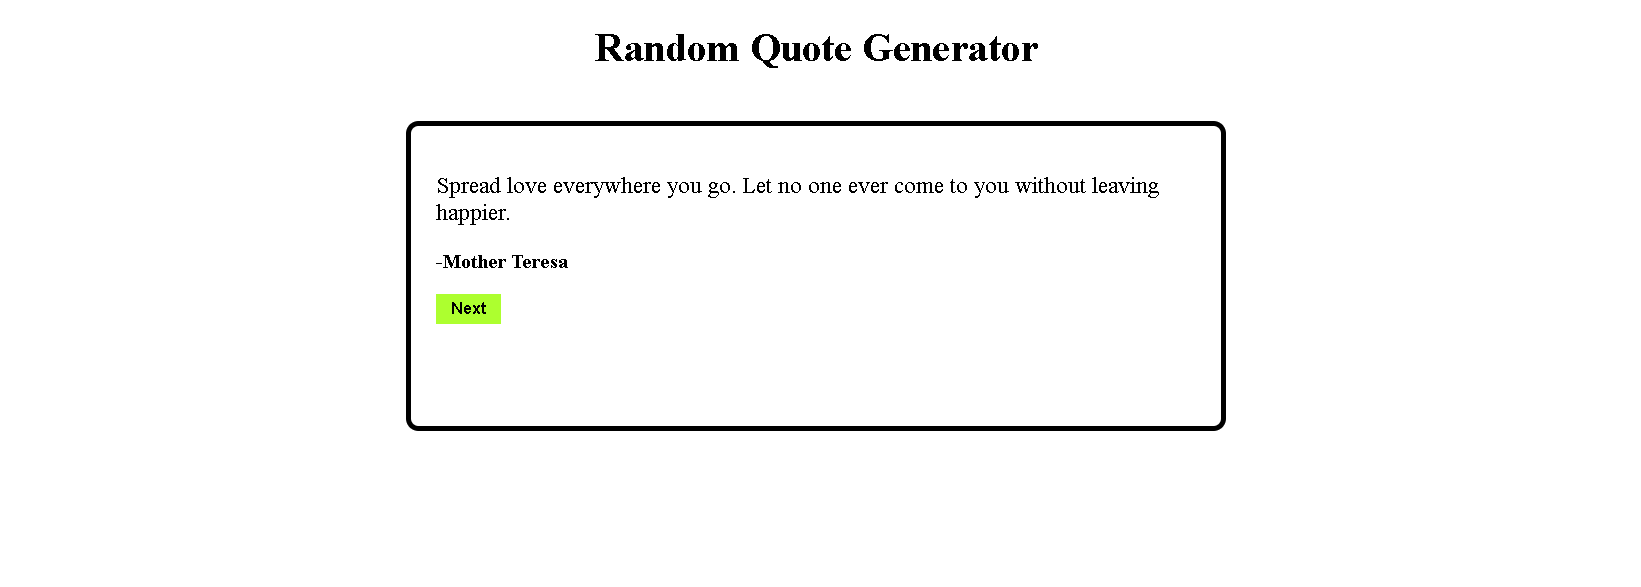 Random Quote Generator
Spread love everywhere you go. Let no one ever come to you without leaving
happier.
-Mother Teresa
Next